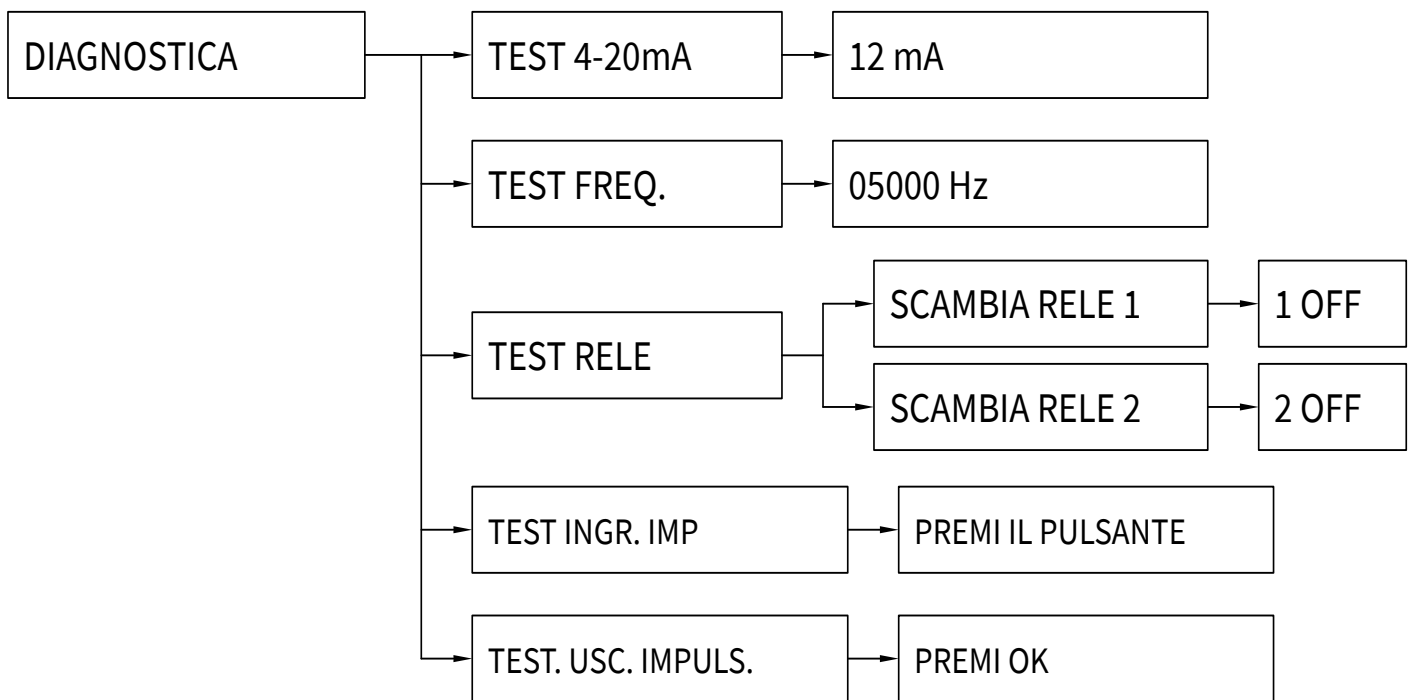 DIAGNOSTICA
TEST 4-20mA
12 mA
TEST FREQ.
05000 Hz
TEST RELE
SCAMBIA RELE 1
1 OFF
SCAMBIA RELE 2
2 OFF
TEST INGR. IMP
PREMI IL PULSANTE
TEST. USC. IMPULS.
PREMI OK